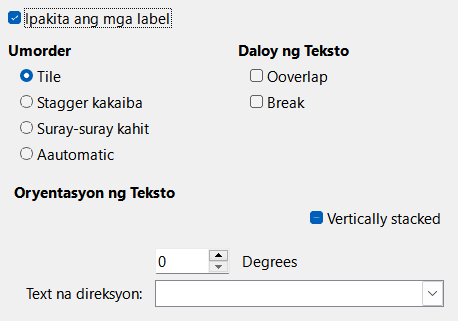 Ipakita ang mga label
Umorder
Tile
Stagger kakaiba
Suray-suray kahit
Aautomatic
Daloy ng Teksto
Ooverlap
Break
Oryentasyon ng Teksto
Vertically stacked
0 Degrees
Text na direksyon: